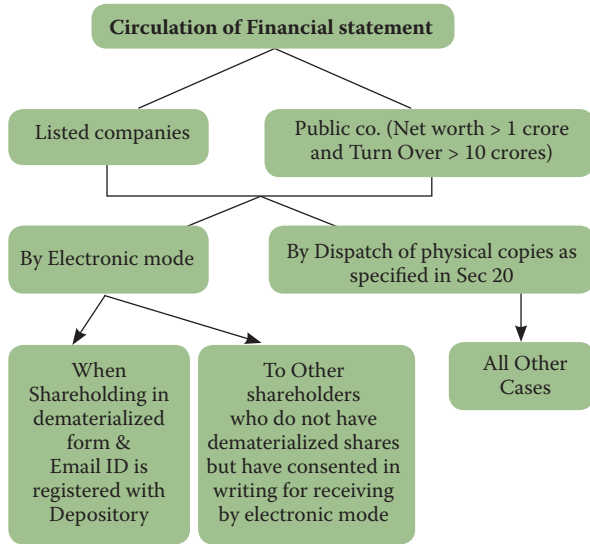 Circulation of Financial statement
Listed companies
Public co. (Net worth > 1 crore
and Turn Over > 10 crores)
By Electronic mode
By Dispatch of physical copies as
specified in Sec 20
When
Shareholding in
dematerialized
form &
Email ID is
registered with
Depository
To Other
shareholders
who do not have
dematerialized shares
but have consented in
writing for receiving
by electronic mode
All Other
Cases